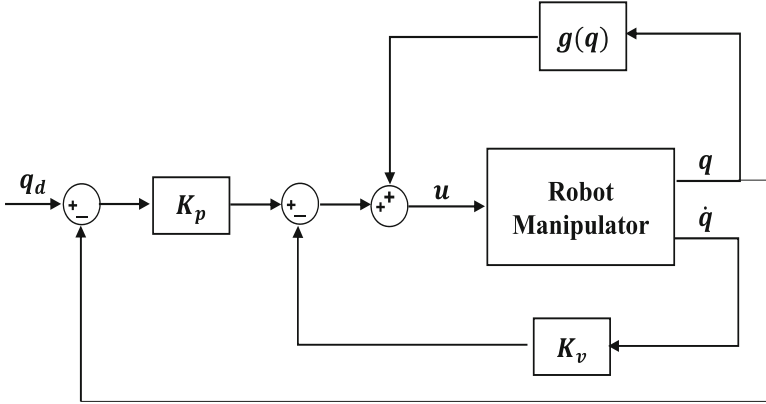 g(q)
q_d
+
−
K_p
+
−
+
+
u
Robot
Manipulator
q
q̇
K_v